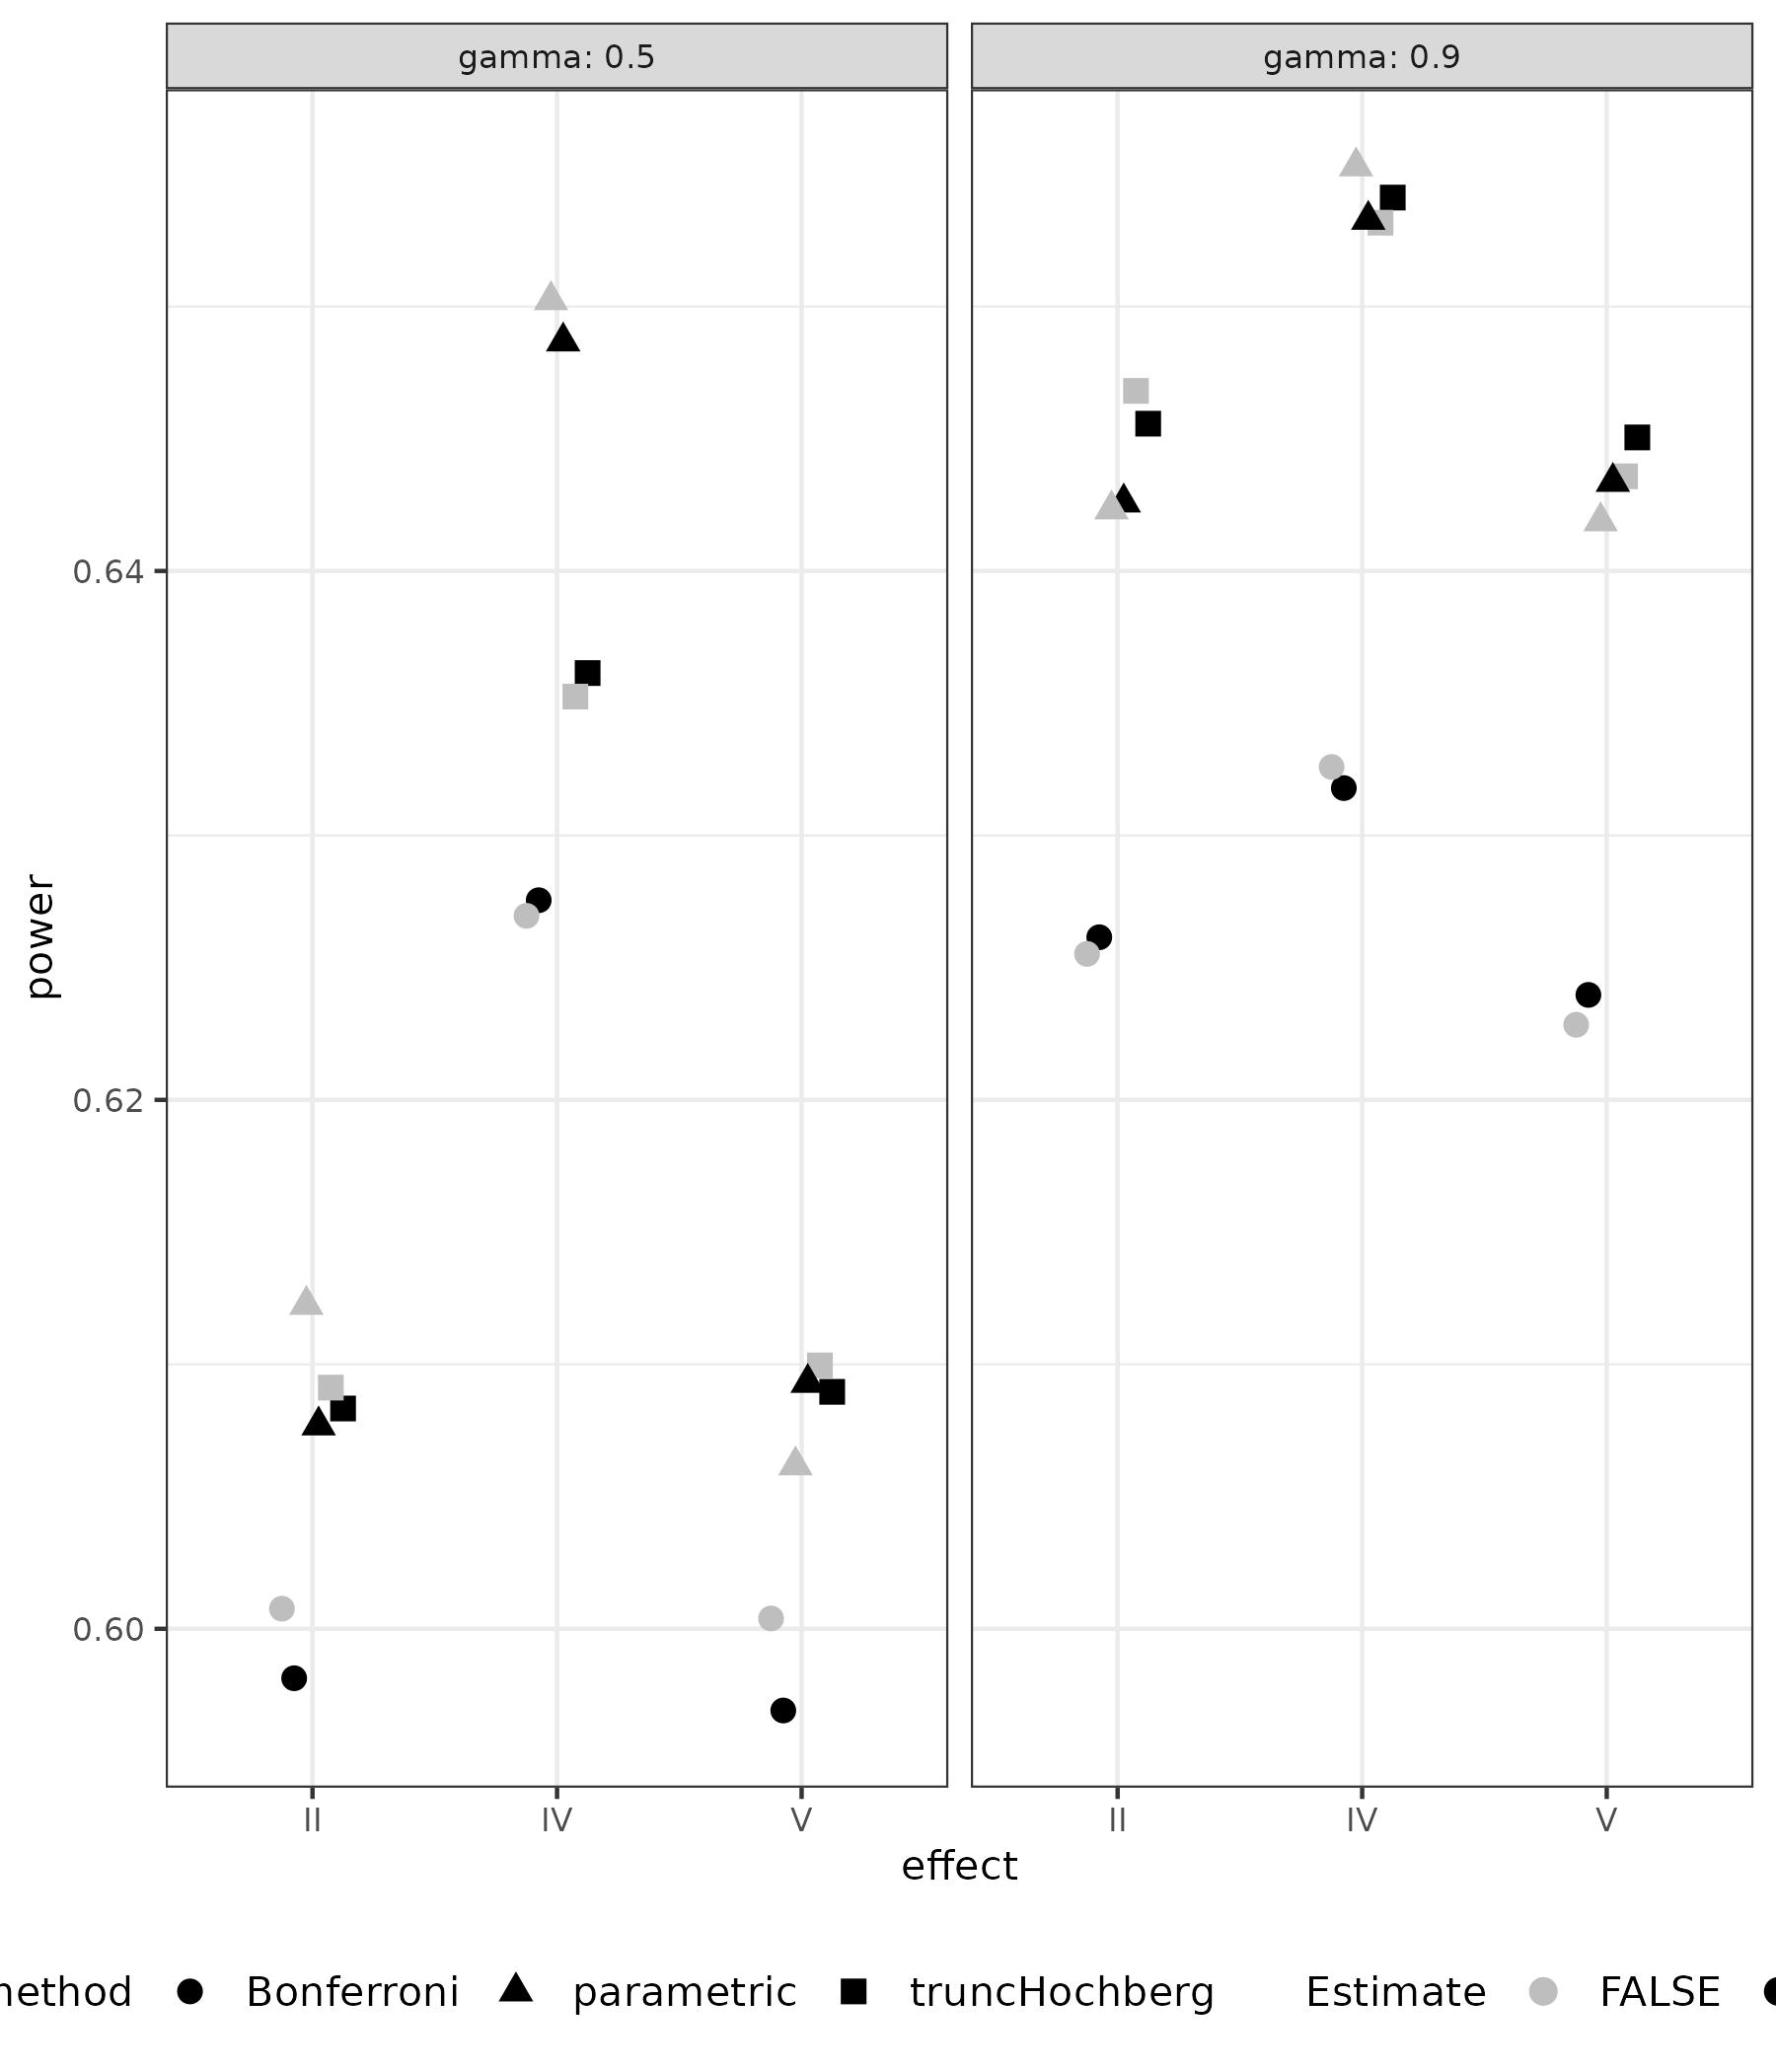 gamma: 0.5
gamma: 0.9
power
0.64
0.62
0.60
II IV V
II IV V
effect
method Bonferroni parametric truncHochberg Estimate FALSE